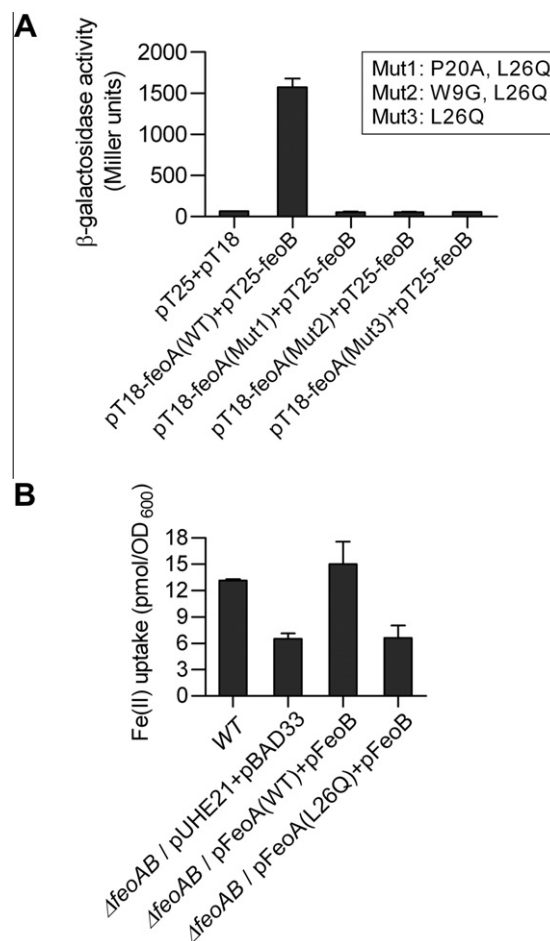 A
β-galactosidase activity
(Miller units)
2000
1500
1000
500
0
Mut1: P20A, L26Q
Mut2: W9G, L26Q
Mut3: L26Q
pT25+pT18
pT18-feoA(WT)+pT25-feoB
pT18-feoA(Mut1)+pT25-feoB
pT18-feoA(Mut2)+pT25-feoB
pT18-feoA(Mut3)+pT25-feoB
B
Fe(II) uptake (pmol/OD600)
18
15
12
9
6
3
0
WT
ΔfeoAB / pUHE21+pBAD33
ΔfeoAB / pFeoA(WT)+pFeoB
ΔfeoAB / pFeoA(L26Q)+pFeoB